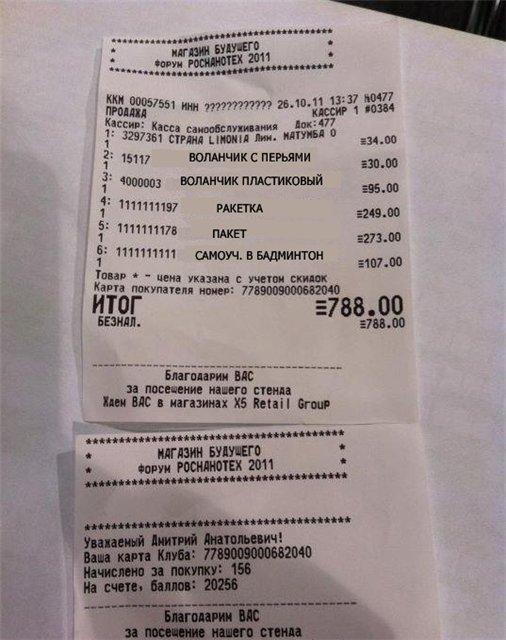 ****************************
* МАГАЗИН БУДУЩЕГО *
* ФОРУМ РОСНАНОТЕХ 2011 *
****************************
ККМ 00057551 ИНН ???????????? 26.10.11 13:37 №0477
ПРОДАЖА КАССИР 1 #0384
Кассир: Касса самообслуживания Док:477
1: 3297361 СТРАНА LIMONIA Лим. МАТУМБА 0
1 ≡34.00
2: 15117 ВОЛАНЧИК С ПЕРЬЯМИ
1 ≡30.00
3: 4000003 ВОЛАНЧИК ПЛАСТИКОВЫЙ
1 ≡95.00
4: 1111111197 РАКЕТКА
1 ≡249.00
5: 1111111178 ПАКЕТ
1 ≡273.00
6: 1111111111 САМОУЧ. В БАДМИНТОН
1 ≡107.00
Товар * - цена указана с учетом скидок
Карта покупателя номер: 7789009000682040
ИТОГ ≡788.00
БЕЗНАЛ. ≡788.00
Благодарим ВАС
за посещение нашего стенда
Ждем ВАС в магазинах X5 Retail Group
****************************
* МАГАЗИН БУДУЩЕГО *
* ФОРУМ РОСНАНОТЕХ 2011 *
****************************
****************************
Уважаемый Дмитрий Анатольевич!
Ваша карта Клуба: 7789009000682040
Начислено за покупку: 156
На счете, баллов: 20256
Благодарим ВАС
за посещение нашего стенда